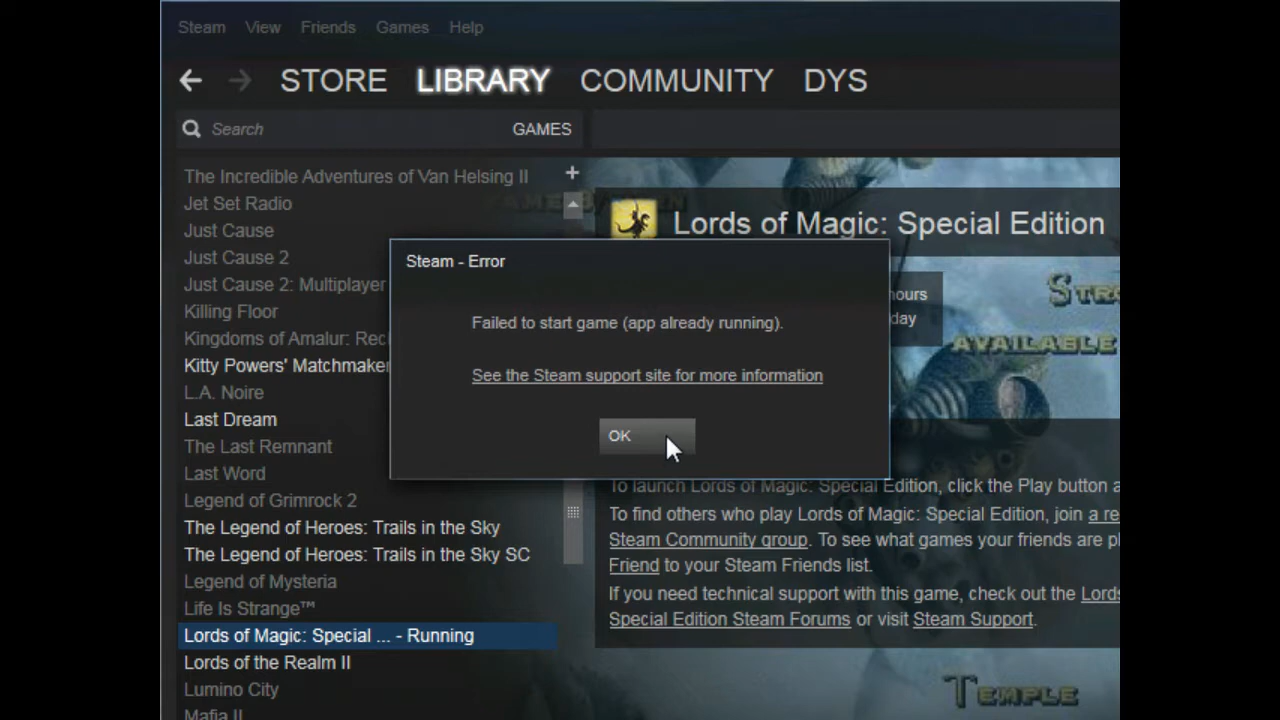 Steam View Friends Games Help
STORE LIBRARY COMMUNITY DYS
Search GAMES
The Incredible Adventures of Van Helsing II
Jet Set Radio
Just Cause
Just Cause 2
Just Cause 2: Multiplayer
Killing Floor
Kingdoms of Amalur: Rec
Kitty Powers' Matchmaker
L.A. Noire
Last Dream
The Last Remnant
Last Word
Legend of Grimrock 2
The Legend of Heroes: Trails in the Sky
The Legend of Heroes: Trails in the Sky SC
Legend of Mysteria
Life Is Strange™
Lords of Magic: Special ... - Running
Lords of the Realm II
Lumino City
Mafia II
Lords of Magic: Special Edition
hours
day
Steam - Error
Failed to start game (app already running).
See the Steam support site for more information
OK
To launch Lords of Magic: Special Edition, click the Play button a
To find others who play Lords of Magic: Special Edition, join a re
Steam Community group. To see what games your friends are pl
Friend to your Steam Friends list.
If you need technical support with this game, check out the Lords
Special Edition Steam Forums or visit Steam Support.
AVAILABLE
TEMPLE